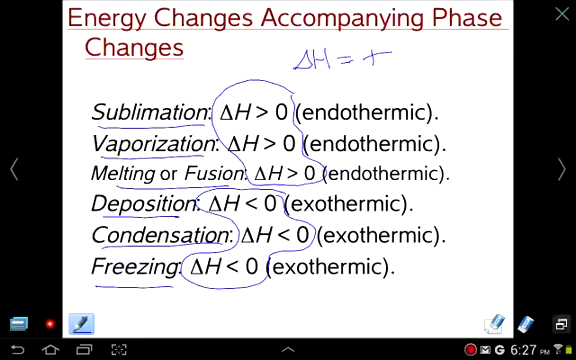 Energy Changes Accompanying Phase
Changes
ΔH = +
Sublimation: ΔH > 0 (endothermic).
Vaporization: ΔH > 0 (endothermic).
Melting or Fusion: ΔH > 0 (endothermic).
Deposition: ΔH < 0 (exothermic).
Condensation: ΔH < 0 (exothermic).
Freezing: ΔH < 0 (exothermic).
6:27 PM